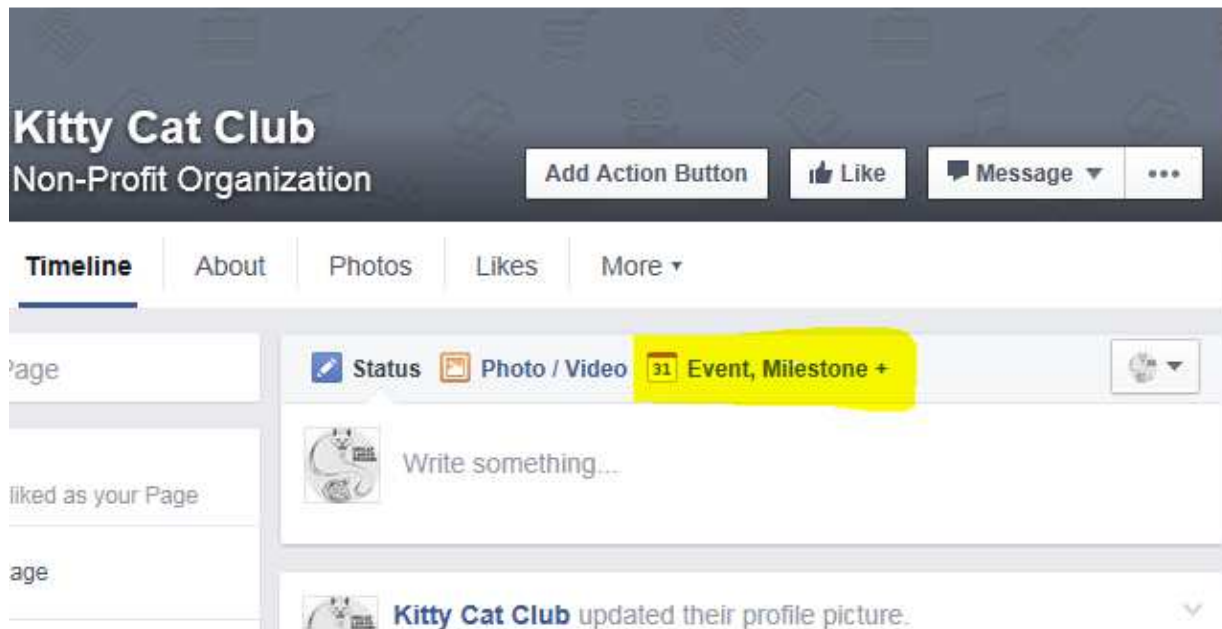 Kitty Cat Club
Non-Profit Organization
Add Action Button
Like
Message
Timeline
About
Photos
Likes
More
Page
Status
Photo / Video
31
Event, Milestone +
Write something...
liked as your Page
age
Kitty Cat Club updated their profile picture.